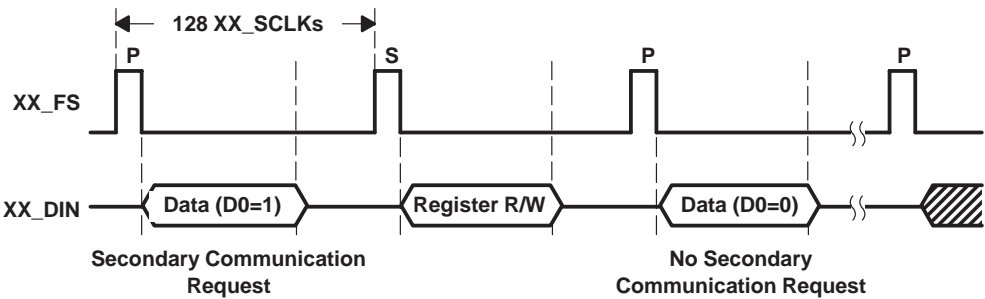 128 XX_SCLKs
P
S
P
P
XX_FS
XX_DIN
Data (D0=1)
Register R/W
Data (D0=0)
Secondary Communication
Request
No Secondary
Communication Request